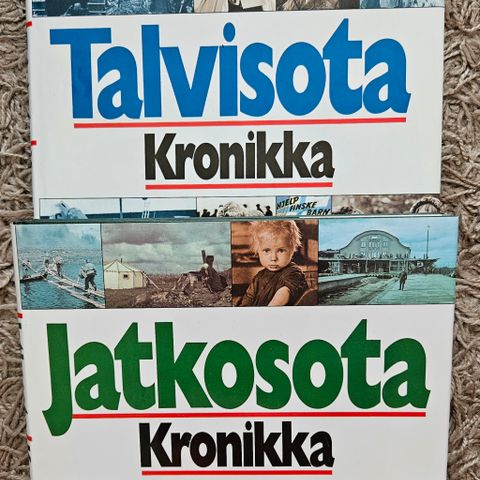 Talvisota
Kronikka
HJELP
FINSKE
BARN
Jatkosota
Kronikka